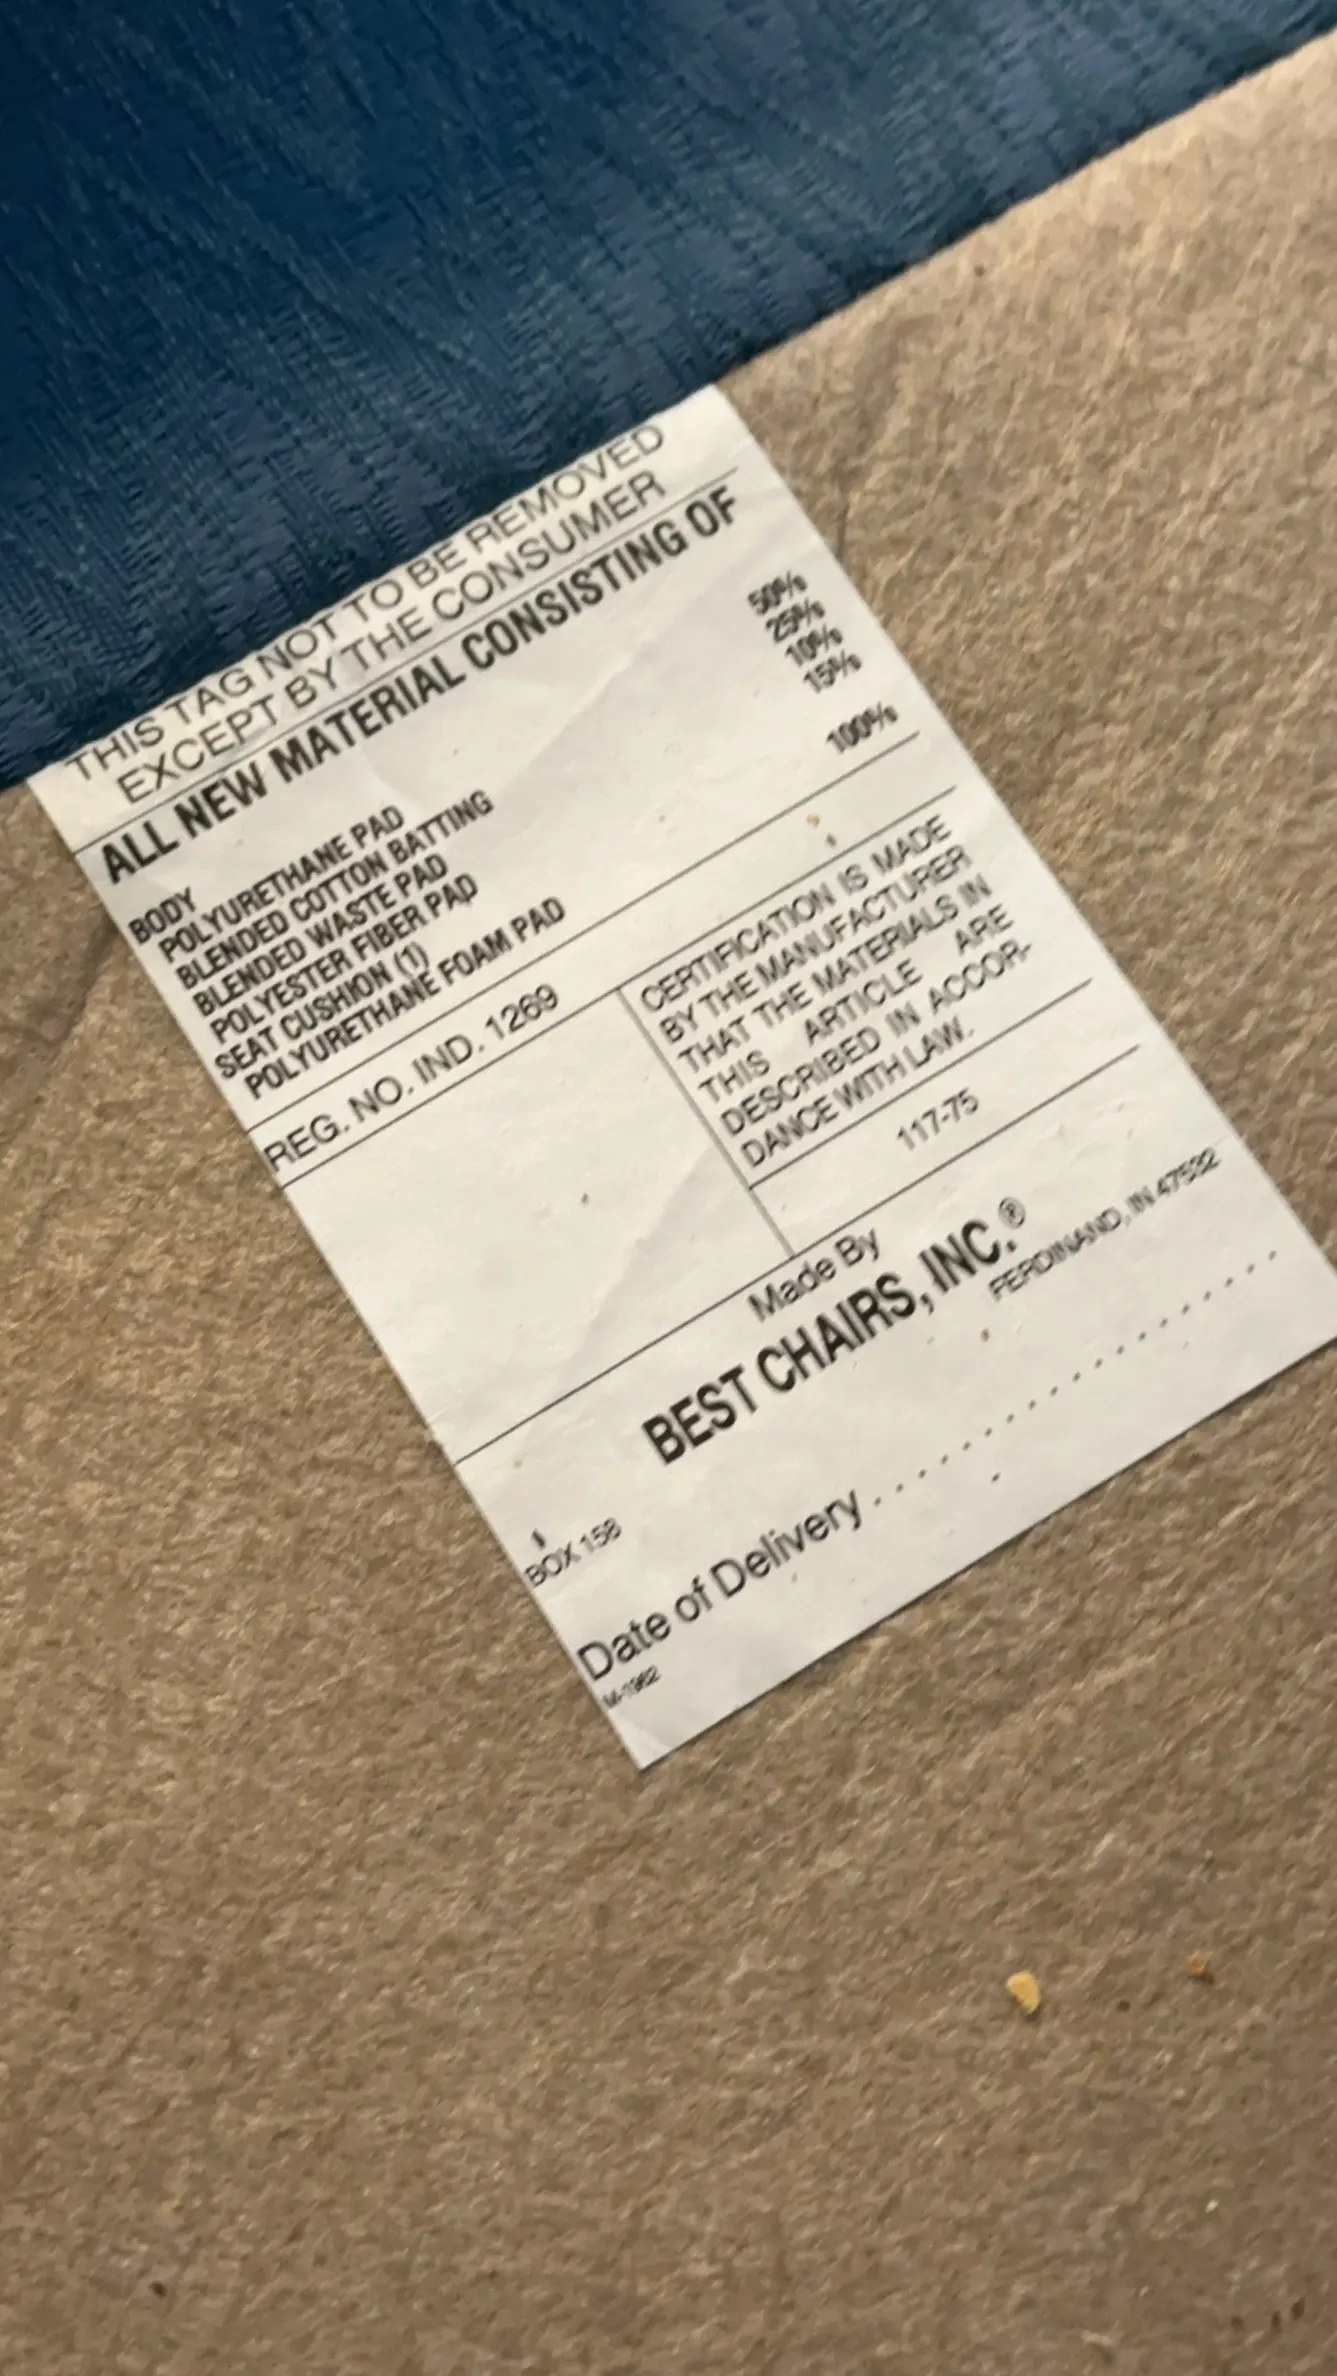 THIS TAG NOT TO BE REMOVED
EXCEPT BY THE CONSUMER
ALL NEW MATERIAL CONSISTING OF
BODY
POLYURETHANE PAD 50%
BLENDED COTTON BATTING 25%
BLENDED WASTE PAD 10%
POLYESTER FIBER PAD 15%
SEAT CUSHION (1)
POLYURETHANE FOAM PAD 100%
REG. NO. IND. 1269
CERTIFICATION IS MADE
BY THE MANUFACTURER
THAT THE MATERIALS IN
THIS ARTICLE ARE
DESCRIBED IN ACCOR-
DANCE WITH LAW.
117-75
Made By
BEST CHAIRS, INC.®
BOX 158 FERDINAND, IN 47532
Date of Delivery . . . . . . . . . . . . . . . . . . . . . . . .
M-1982